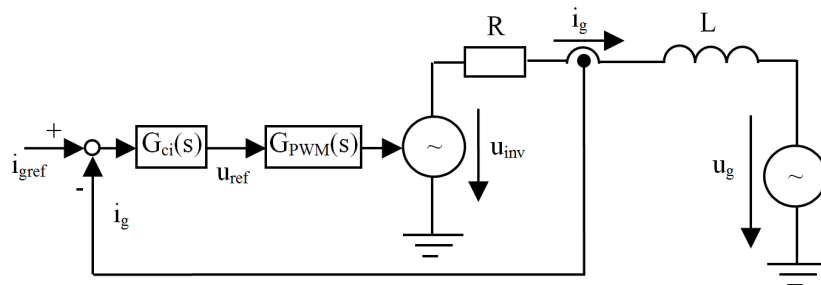 R
i_g
L
+
i_gref
G_ci(s)
u_ref
G_PWM(s)
~
u_inv
u_g
~
-
i_g